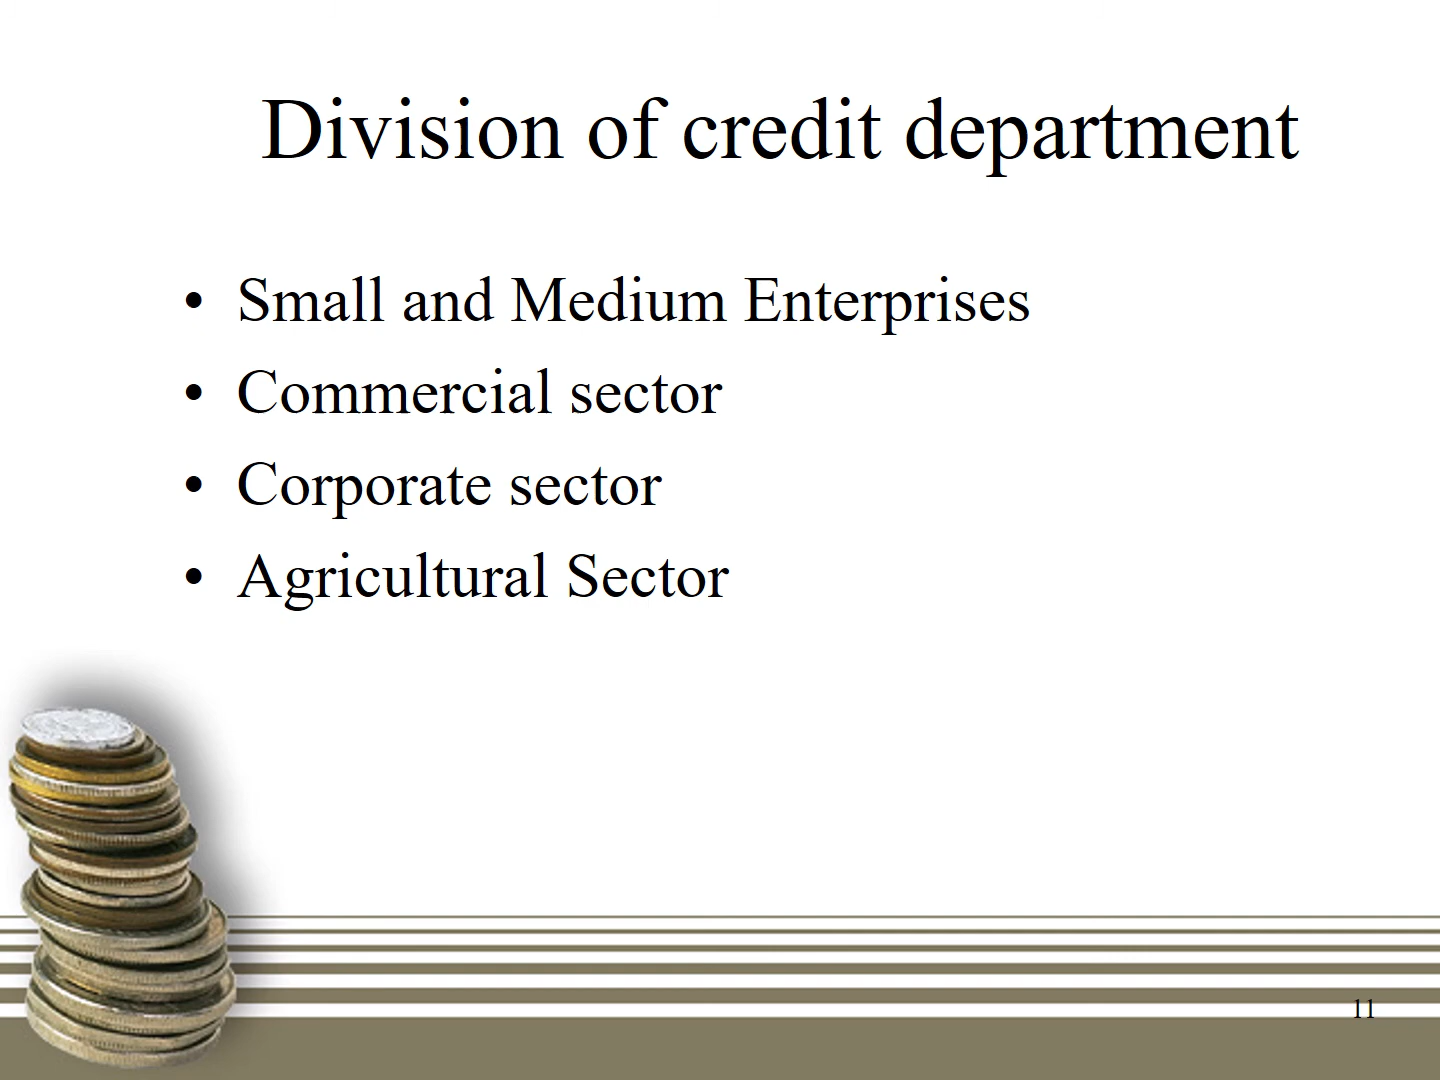 Division of credit department
• Small and Medium Enterprises
• Commercial sector
• Corporate sector
• Agricultural Sector
11